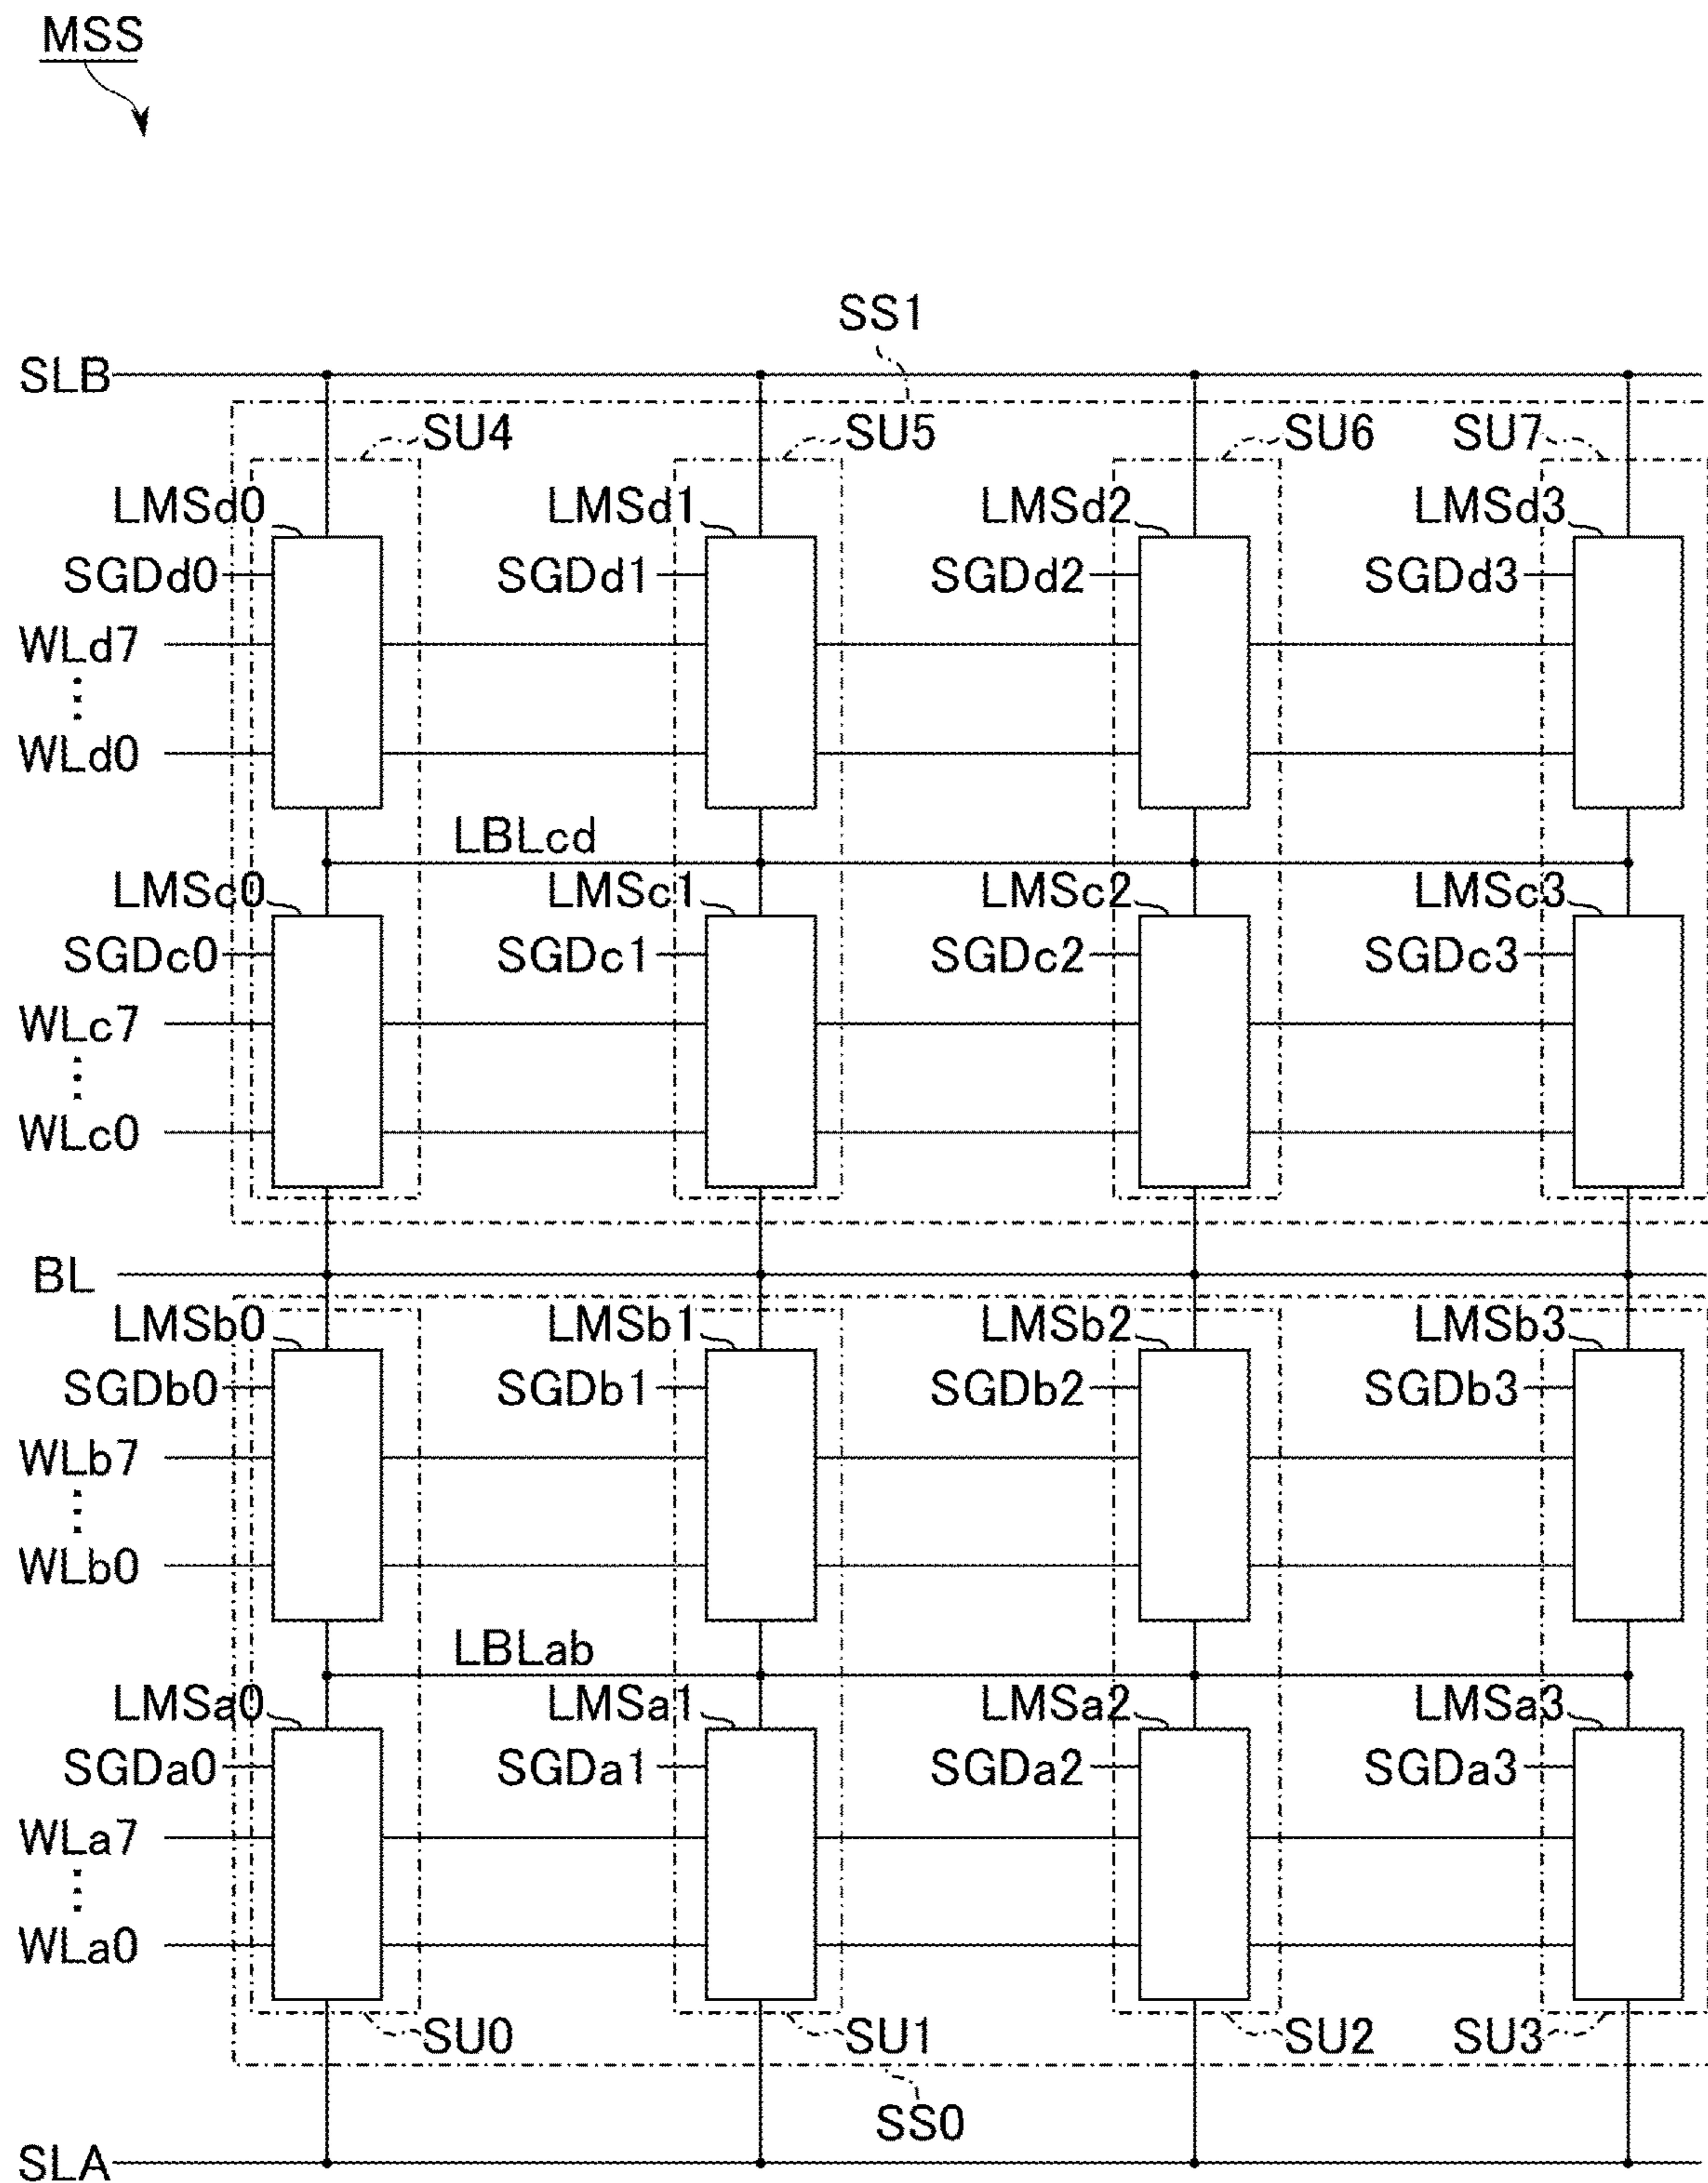 MSS
SS1
SLB
SU4 SU5 SU6 SU7
LMSd0 LMSd1 LMSd2 LMSd3
SGDd0 SGDd1 SGDd2 SGDd3
WLd7
WLd0
LBLcd
LMSc0 LMSc1 LMSc2 LMSc3
SGDc0 SGDc1 SGDc2 SGDc3
WLc7
WLc0
BL
LMSb0 LMSb1 LMSb2 LMSb3
SGDb0 SGDb1 SGDb2 SGDb3
WLb7
WLb0
LBLab
LMSa0 LMSa1 LMSa2 LMSa3
SGDa0 SGDa1 SGDa2 SGDa3
WLa7
WLa0
SU0 SU1 SU2 SU3
SS0
SLA